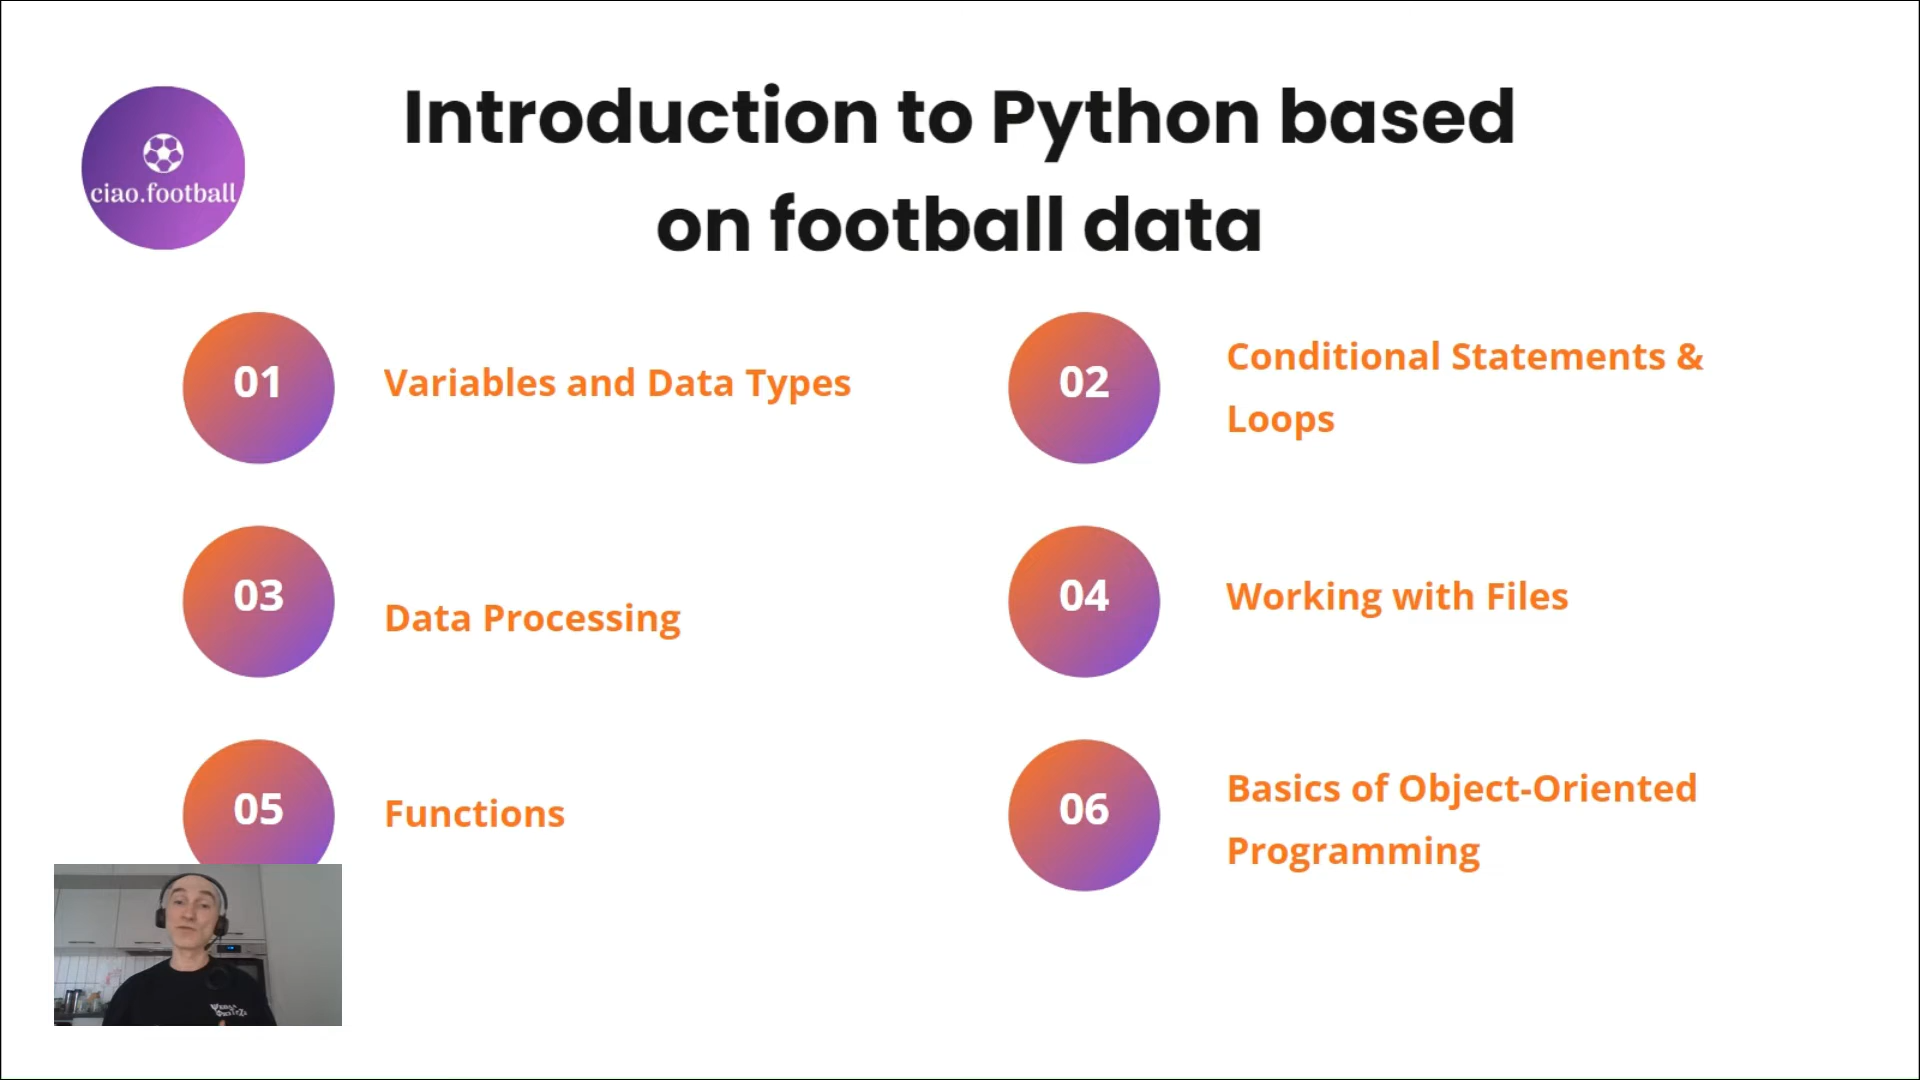 Introduction to Python based
on football data
ciao.football
01
Variables and Data Types
02
Conditional Statements &
Loops
03
Data Processing
04
Working with Files
05
Functions
06
Basics of Object-Oriented
Programming